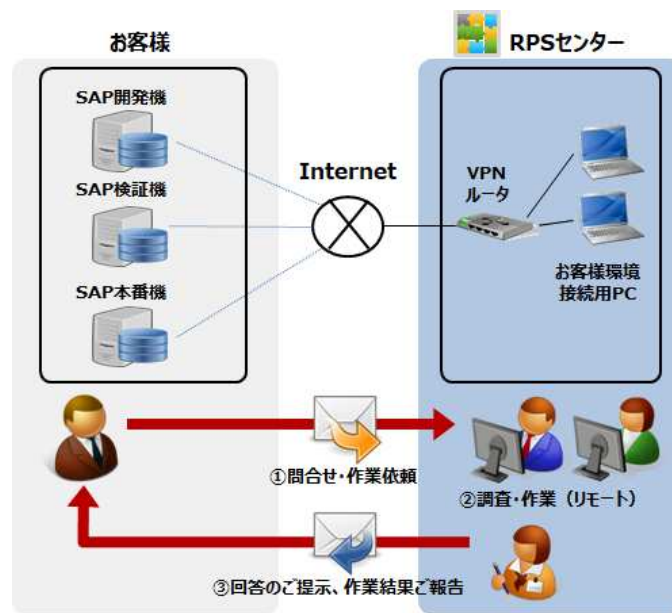 お客様
RPSセンター
SAP開発機
SAP検証機
SAP本番機
Internet
VPN
ルータ
お客様環境
接続用PC
①問合せ・作業依頼
②調査・作業（リモート）
③回答のご提示、作業結果ご報告